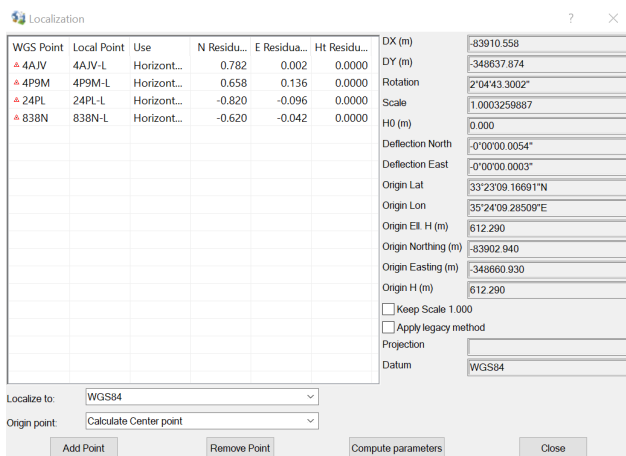 Localization
WGS Point Local Point Use N Residu... E Residua... Ht Residu...
4AJV 4AJV-L Horizont... 0.782 0.002 0.0000
4P9M 4P9M-L Horizont... 0.658 0.136 0.0000
24PL 24PL-L Horizont... -0.820 -0.096 0.0000
838N 838N-L Horizont... -0.620 -0.042 0.0000
DX (m) -83910.558
DY (m) -348637.874
Rotation 2°04'43.3002"
Scale 1.0003259887
H0 (m) 0.000
Deflection North -0°00'00.0054"
Deflection East -0°00'00.0003"
Origin Lat 33°23'09.16691"N
Origin Lon 35°24'09.28509"E
Origin Ell. H (m) 612.290
Origin Northing (m) -83902.940
Origin Easting (m) -348660.930
Origin H (m) 612.290
Keep Scale 1.000
Apply legacy method
Projection
Datum WGS84
Localize to: WGS84
Origin point: Calculate Center point
Add Point Remove Point Compute parameters Close